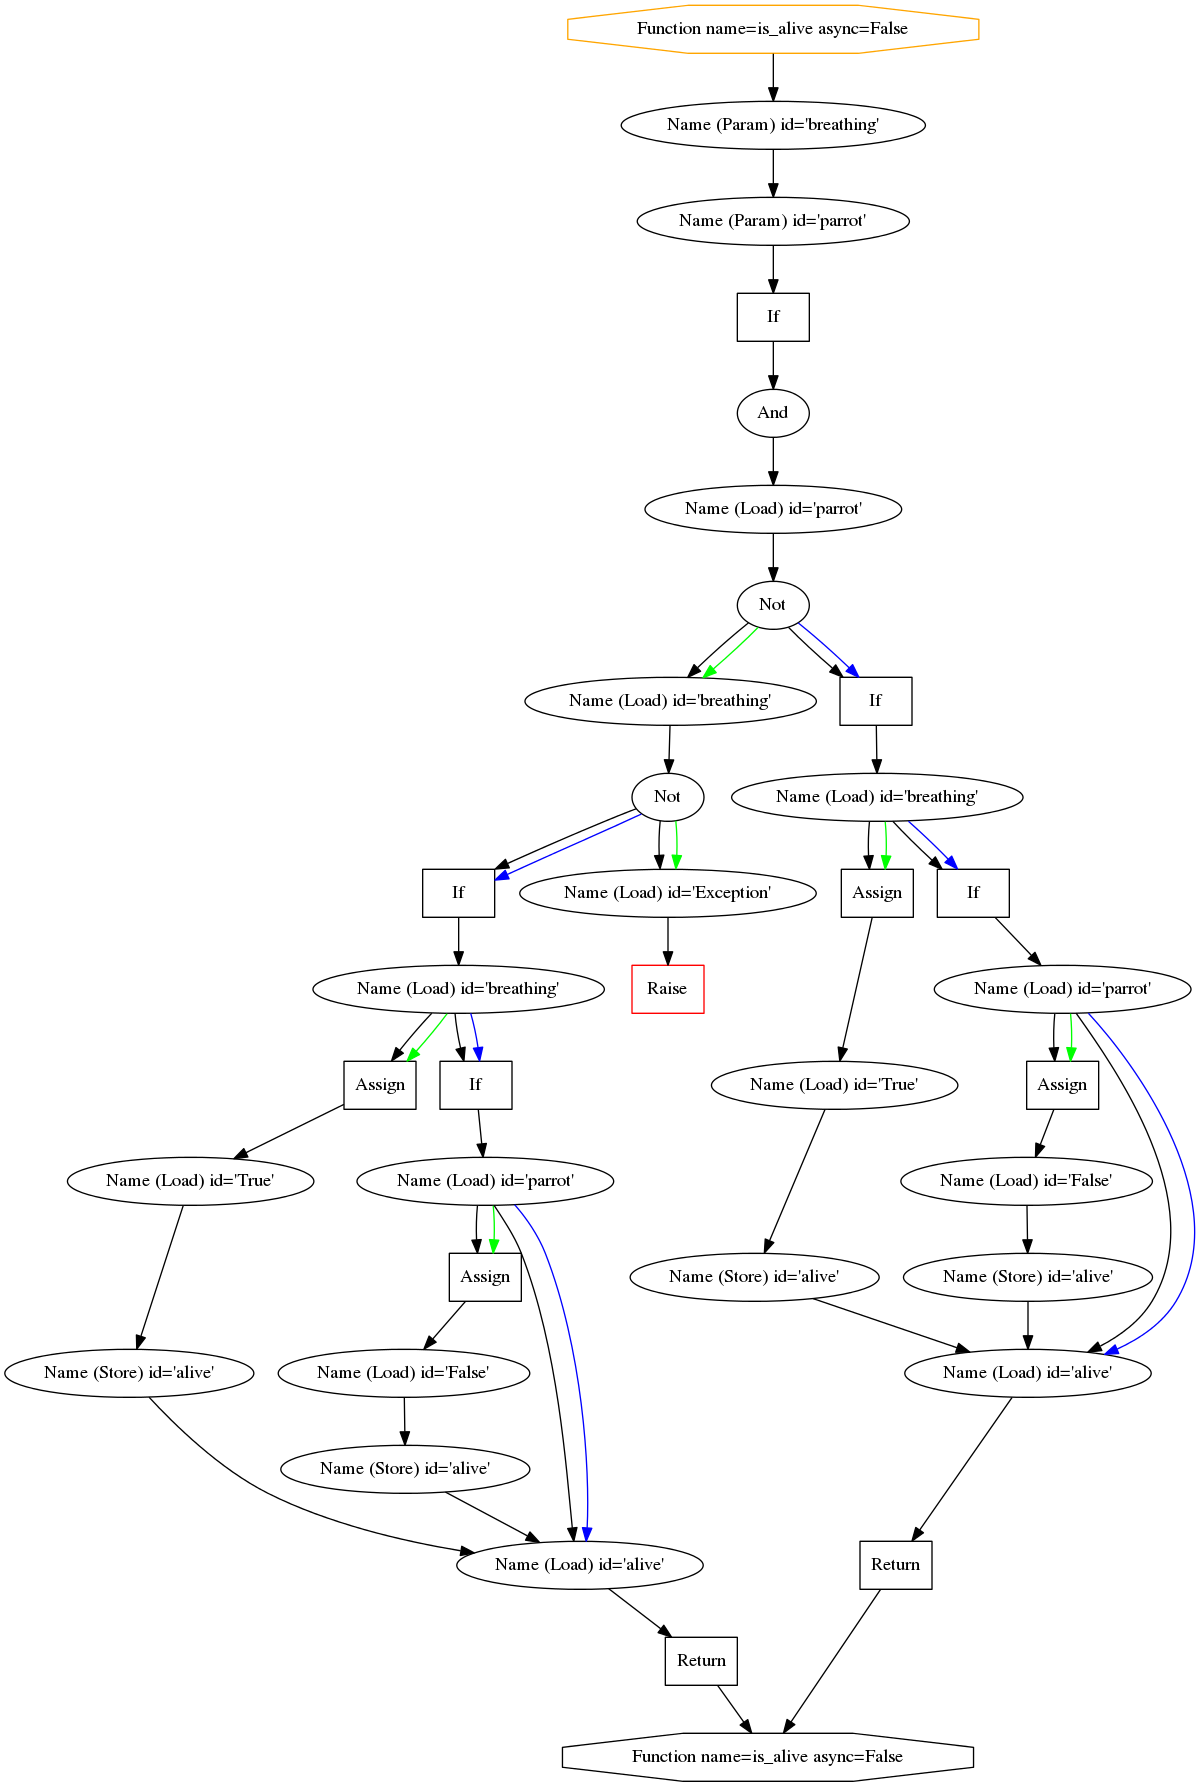 Function name=is_alive async=False
Name (Param) id='breathing'
Name (Param) id='parrot'
If
And
Name (Load) id='parrot'
Not
Name (Load) id='breathing'
If
Not
Name (Load) id='breathing'
If
Name (Load) id='Exception'
Assign
If
Name (Load) id='breathing'
Raise
Name (Load) id='parrot'
Assign
If
Name (Load) id='True'
Assign
Name (Load) id='True'
Name (Load) id='parrot'
Name (Load) id='False'
Assign
Name (Store) id='alive'
Name (Store) id='alive'
Name (Store) id='alive'
Name (Load) id='False'
Name (Load) id='alive'
Name (Store) id='alive'
Name (Load) id='alive'
Return
Return
Function name=is_alive async=False